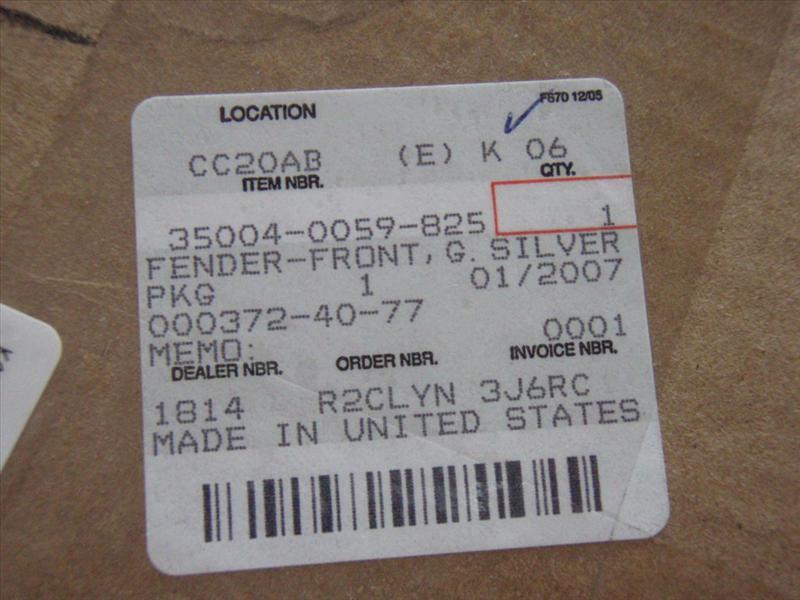 LOCATION F670 12/05
CC20AB (E) K 06
ITEM NBR. QTY.
35004-0059-825 1
FENDER-FRONT, G. SILVER
PKG 1 01/2007
000372-40-77
MEMO: 0001
DEALER NBR. ORDER NBR. INVOICE NBR.
1814 R2CLYN 3J6RC
MADE IN UNITED STATES